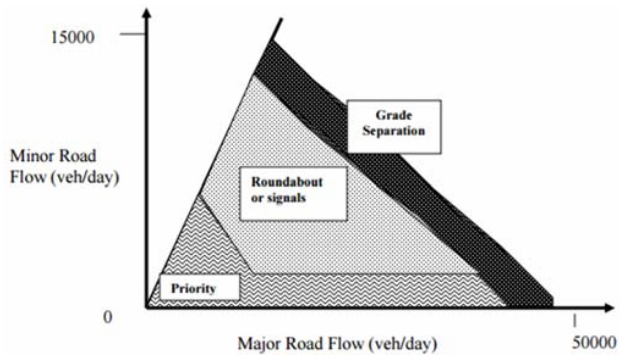 15000
Grade
Separation
Minor Road
Flow (veh/day)
Roundabout
or signals
Priority
0
Major Road Flow (veh/day)
50000